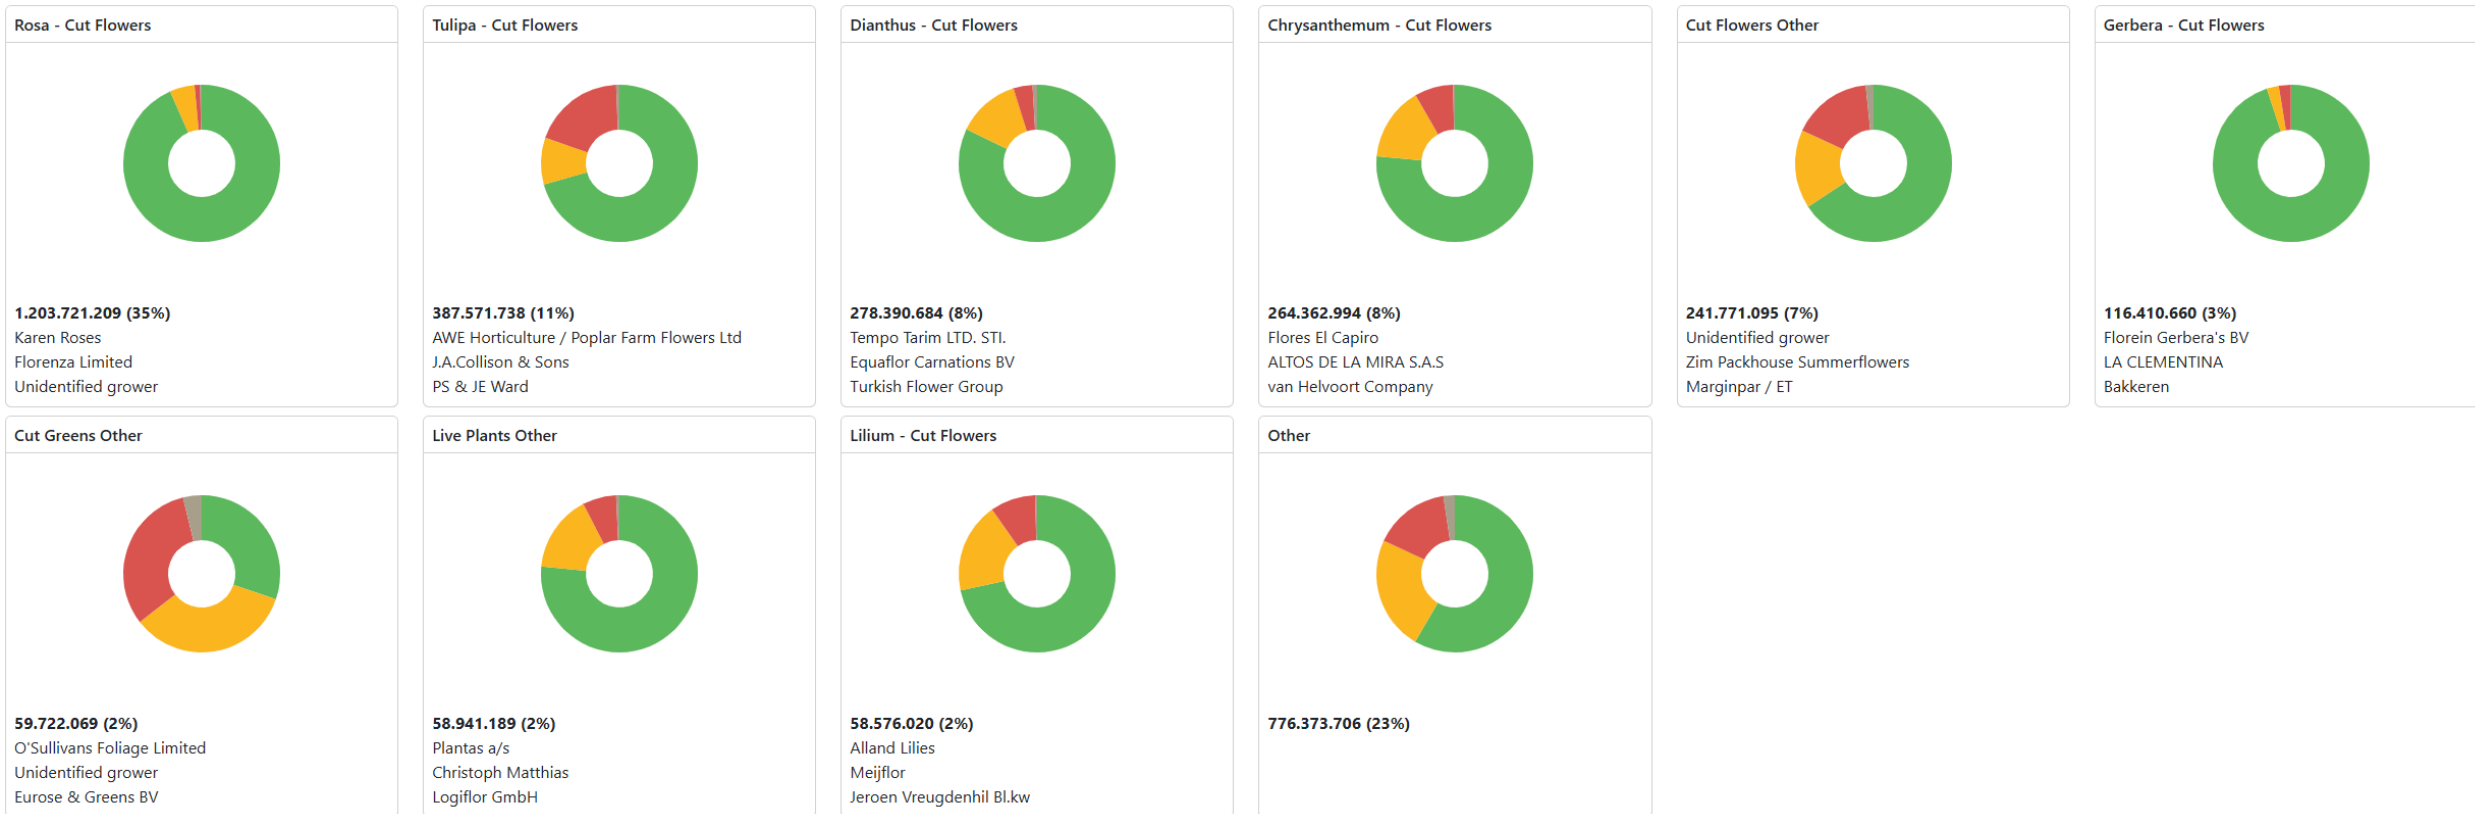 Rosa - Cut Flowers
1.203.721.209 (35%)
Karen Roses
Florenza Limited
Unidentified grower
Tulipa - Cut Flowers
387.571.738 (11%)
AWE Horticulture / Poplar Farm Flowers Ltd
J.A.Collison & Sons
PS & JE Ward
Dianthus - Cut Flowers
278.390.684 (8%)
Tempo Tarim LTD. STI.
Equaflor Carnations BV
Turkish Flower Group
Chrysanthemum - Cut Flowers
264.362.994 (8%)
Flores El Capiro
ALTOS DE LA MIRA S.A.S
van Helvoort Company
Cut Flowers Other
241.771.095 (7%)
Unidentified grower
Zim Packhouse Summerflowers
Marginpar / ET
Gerbera - Cut Flowers
116.410.660 (3%)
Florein Gerbera's BV
LA CLEMENTINA
Bakkeren
Cut Greens Other
59.722.069 (2%)
O'Sullivans Foliage Limited
Unidentified grower
Eurose & Greens BV
Live Plants Other
58.941.189 (2%)
Plantas a/s
Christoph Matthias
Logiflor GmbH
Lilium - Cut Flowers
58.576.020 (2%)
Alland Lilies
Meijflor
Jeroen Vreugdenhil Bl.kw
Other
776.373.706 (23%)